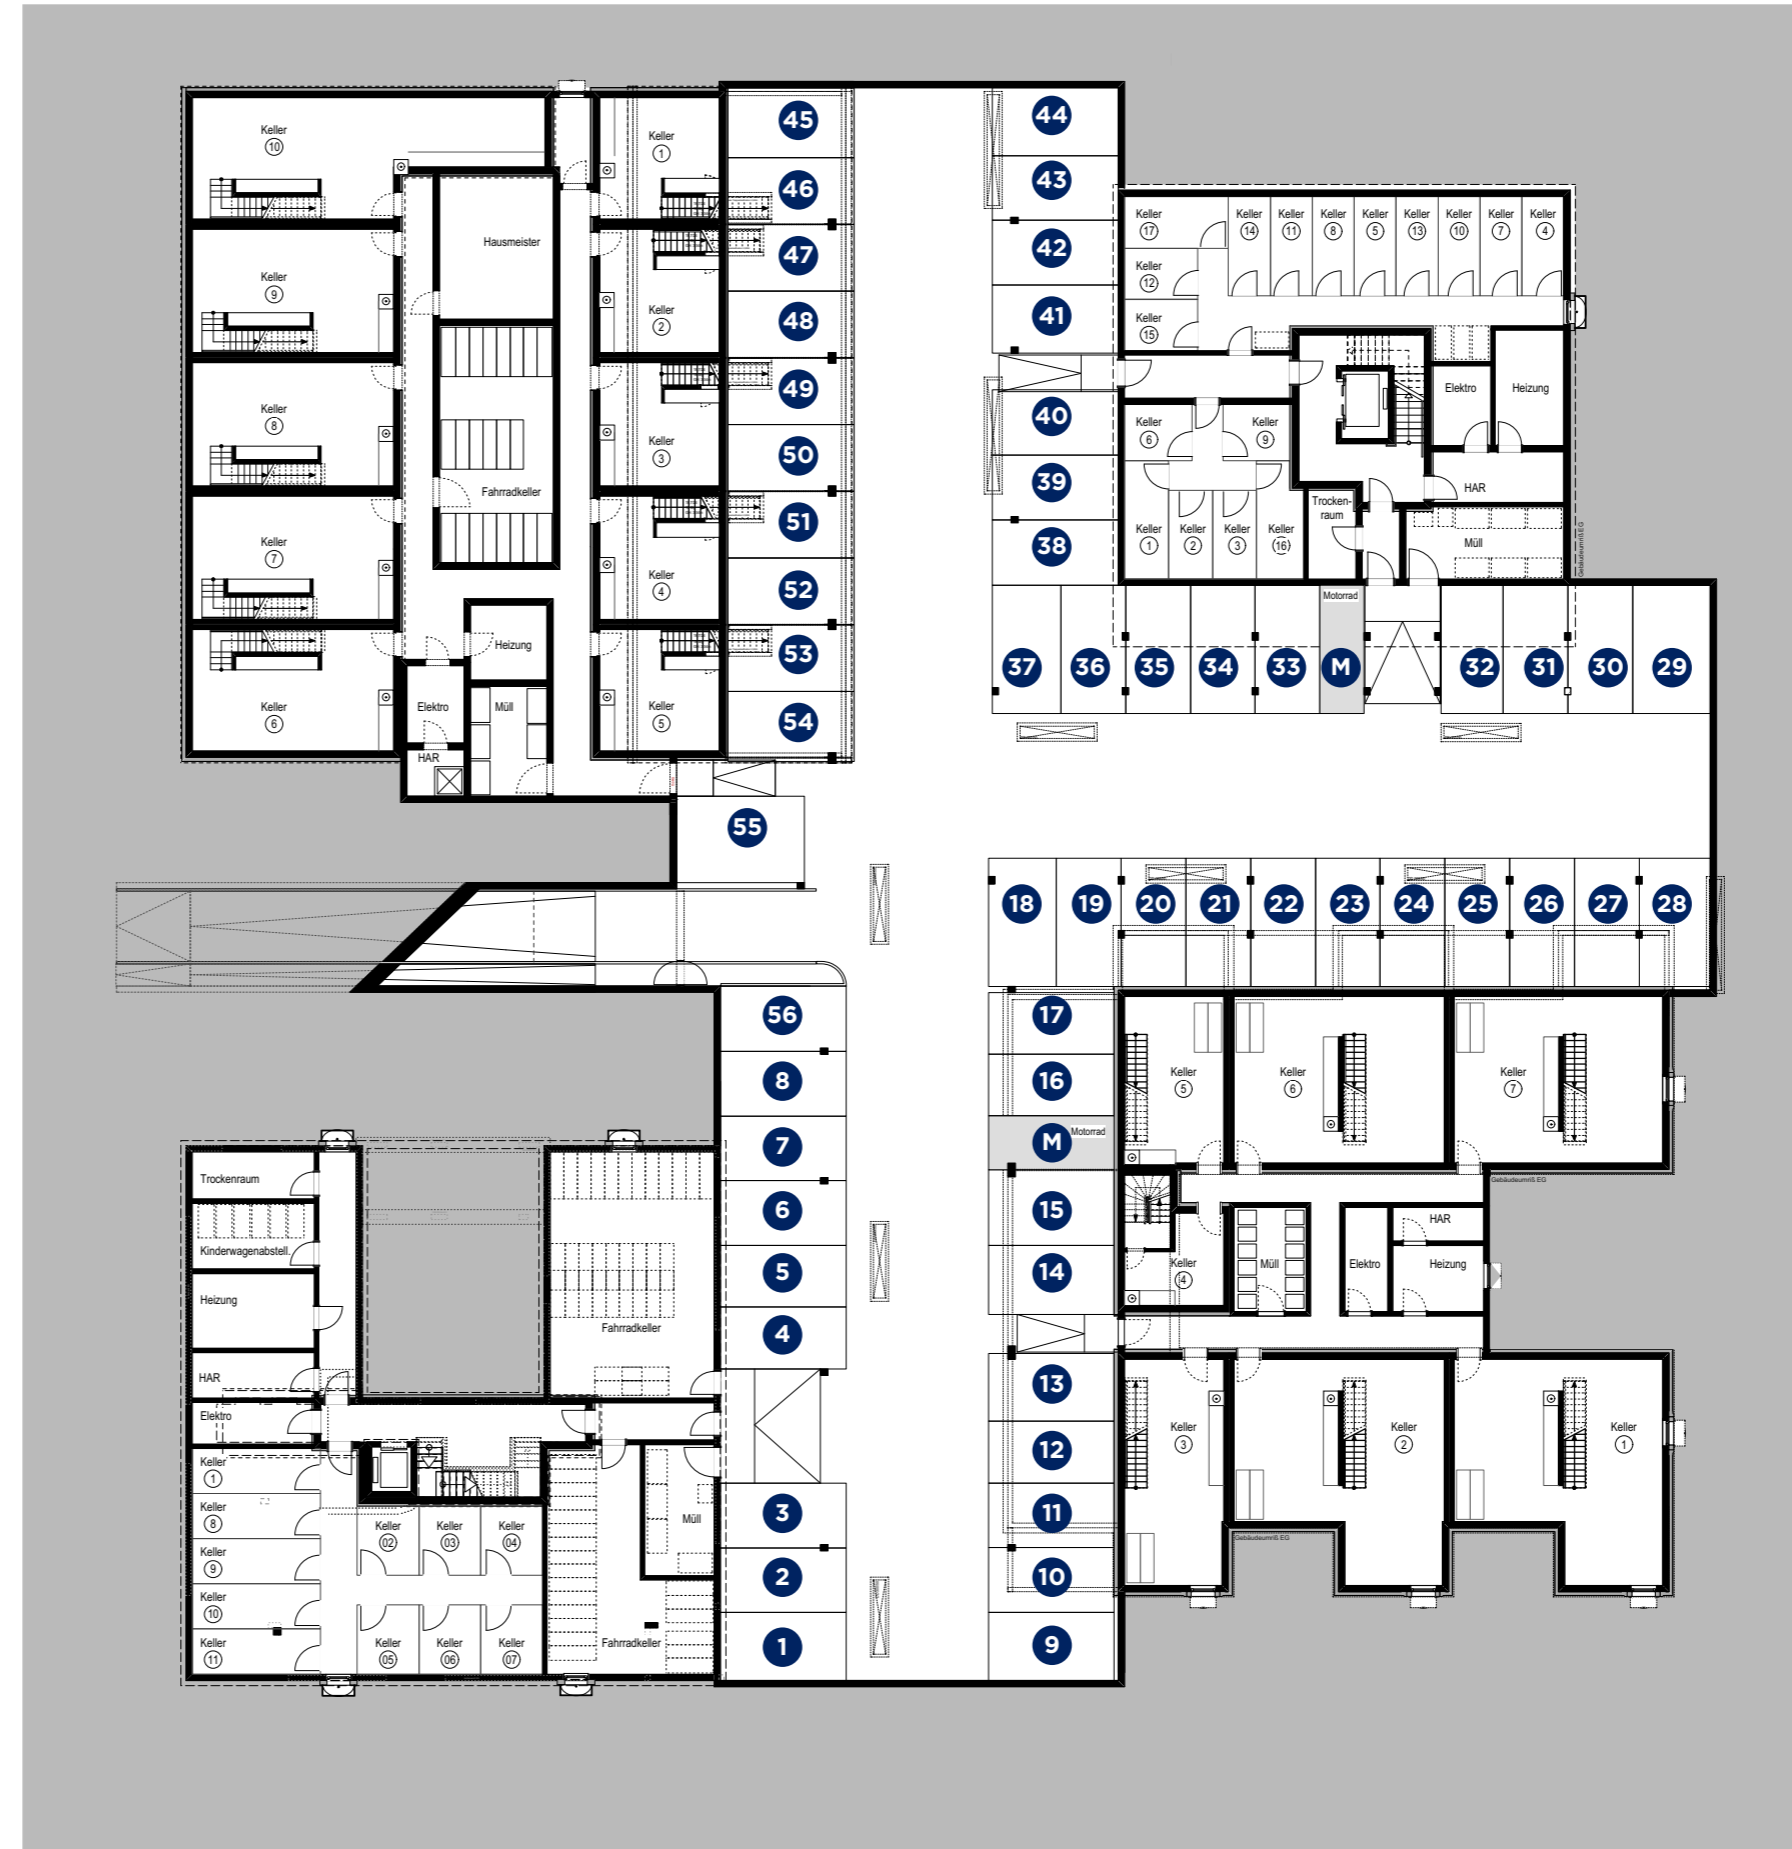 Keller
10
Keller
9
Keller
8
Keller
7
Keller
6
Hausmeister
Fahrradkeller
Heizung
Elektro
Müll
HAR
Keller
1
Keller
2
Keller
3
Keller
4
Keller
5
45
46
47
48
49
50
51
52
53
54
55
44
43
42
41
40
39
38
Keller
17
Keller
14
Keller
11
Keller
8
Keller
5
Keller
13
Keller
10
Keller
7
Keller
4
Keller
12
Keller
15
Elektro
Heizung
Keller
6
Keller
9
HAR
Trocken-
raum
Keller
1
Keller
2
Keller
3
Keller
16
Müll
Gebäudeumriß EG
Motorrad
37
36
35
34
33
M
32
31
30
29
18
19
20
21
22
23
24
25
26
27
28
56
8
7
6
5
4
3
2
1
17
16
M
Motorrad
15
14
13
12
11
10
9
Keller
5
Keller
6
Keller
7
Gebäudeumriß EG
Keller
4
Müll
Elektro
HAR
Heizung
Keller
3
Keller
2
Keller
1
Gebäudeumriß EG
Trockenraum
Kinderwagenabstell.
Heizung
HAR
Elektro
Fahrradkeller
Keller
1
Keller
8
Keller
9
Keller
10
Keller
11
Keller
02
Keller
03
Keller
04
Keller
05
Keller
06
Keller
07
Müll
Fahrradkeller